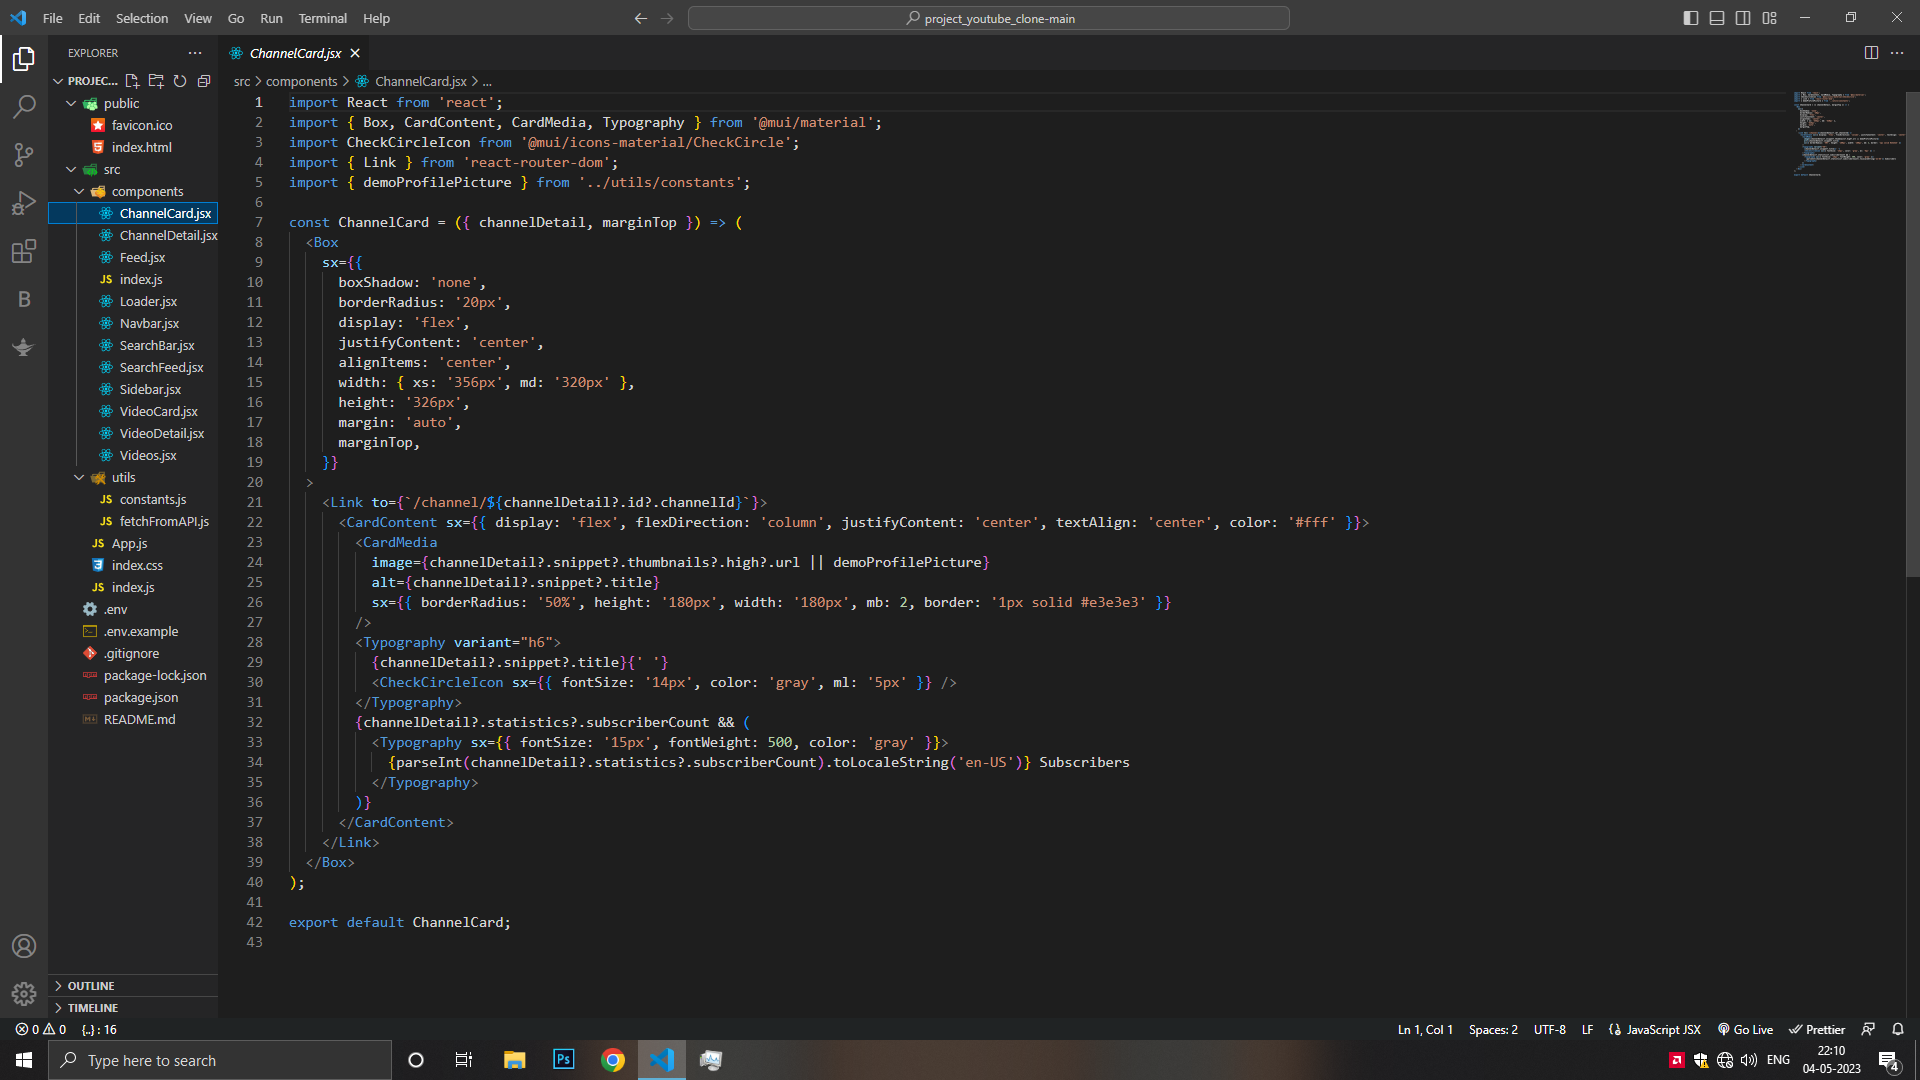 File Edit Selection View Go Run Terminal Help
project_youtube_clone-main
EXPLORER
PROJEC...
public
favicon.ico
index.html
src
components
ChannelCard.jsx
ChannelDetail.jsx
Feed.jsx
JS index.js
Loader.jsx
Navbar.jsx
SearchBar.jsx
SearchFeed.jsx
Sidebar.jsx
VideoCard.jsx
VideoDetail.jsx
Videos.jsx
utils
JS constants.js
JS fetchFromAPI.js
JS App.js
index.css
JS index.js
.env
.env.example
.gitignore
package-lock.json
package.json
README.md
OUTLINE
TIMELINE
ChannelCard.jsx
src > components > ChannelCard.jsx > ...
1 import React from 'react';
2 import { Box, CardContent, CardMedia, Typography } from '@mui/material';
3 import CheckCircleIcon from '@mui/icons-material/CheckCircle';
4 import { Link } from 'react-router-dom';
5 import { demoProfilePicture } from '../utils/constants';
6
7 const ChannelCard = ({ channelDetail, marginTop }) => (
8 <Box
9 sx={{
10 boxShadow: 'none',
11 borderRadius: '20px',
12 display: 'flex',
13 justifyContent: 'center',
14 alignItems: 'center',
15 width: { xs: '356px', md: '320px' },
16 height: '326px',
17 margin: 'auto',
18 marginTop,
19 }}
20 >
21 <Link to={`/channel/${channelDetail?.id?.channelId}`}>
22 <CardContent sx={{ display: 'flex', flexDirection: 'column', justifyContent: 'center', textAlign: 'center', color: '#fff' }}>
23 <CardMedia
24 image={channelDetail?.snippet?.thumbnails?.high?.url || demoProfilePicture}
25 alt={channelDetail?.snippet?.title}
26 sx={{ borderRadius: '50%', height: '180px', width: '180px', mb: 2, border: '1px solid #e3e3e3' }}
27 />
28 <Typography variant="h6">
29 {channelDetail?.snippet?.title}{' '}
30 <CheckCircleIcon sx={{ fontSize: '14px', color: 'gray', ml: '5px' }} />
31 </Typography>
32 {channelDetail?.statistics?.subscriberCount && (
33 <Typography sx={{ fontSize: '15px', fontWeight: 500, color: 'gray' }}>
34 {parseInt(channelDetail?.statistics?.subscriberCount).toLocaleString('en-US')} Subscribers
35 </Typography>
36 )}
37 </CardContent>
38 </Link>
39 </Box>
40 );
41
42 export default ChannelCard;
43
0 0 {..} : 16
Ln 1, Col 1 Spaces: 2 UTF-8 LF JavaScript JSX Go Live Prettier
Type here to search
Ps
ENG
22:10
04-05-2023
4